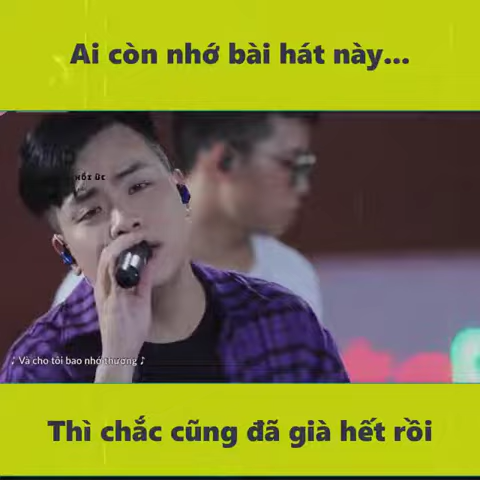 Ai còn nhớ bài hát này...
♪ Và cho tôi bao nhớ thương ♪
Thì chắc cũng đã già hết rồi